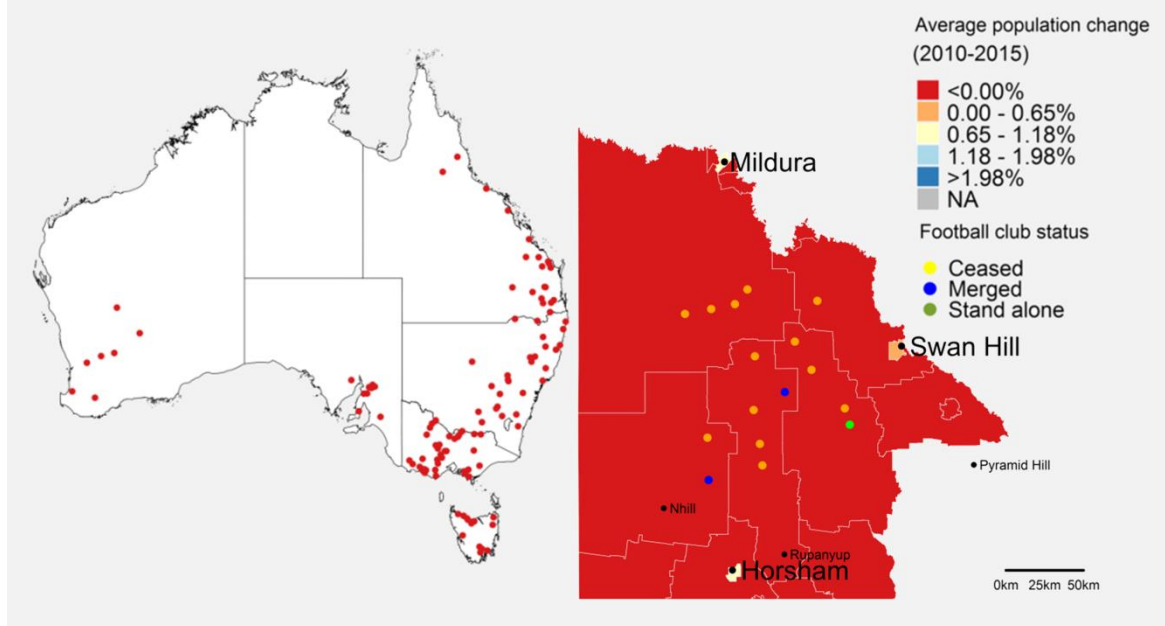 Average population change
(2010-2015)
<0.00%
0.00 - 0.65%
0.65 - 1.18%
1.18 - 1.98%
>1.98%
NA
Football club status
Ceased
Merged
Stand alone
Mildura
Swan Hill
Pyramid Hill
Nhill
Rupanyup
Horsham
0km 25km 50km